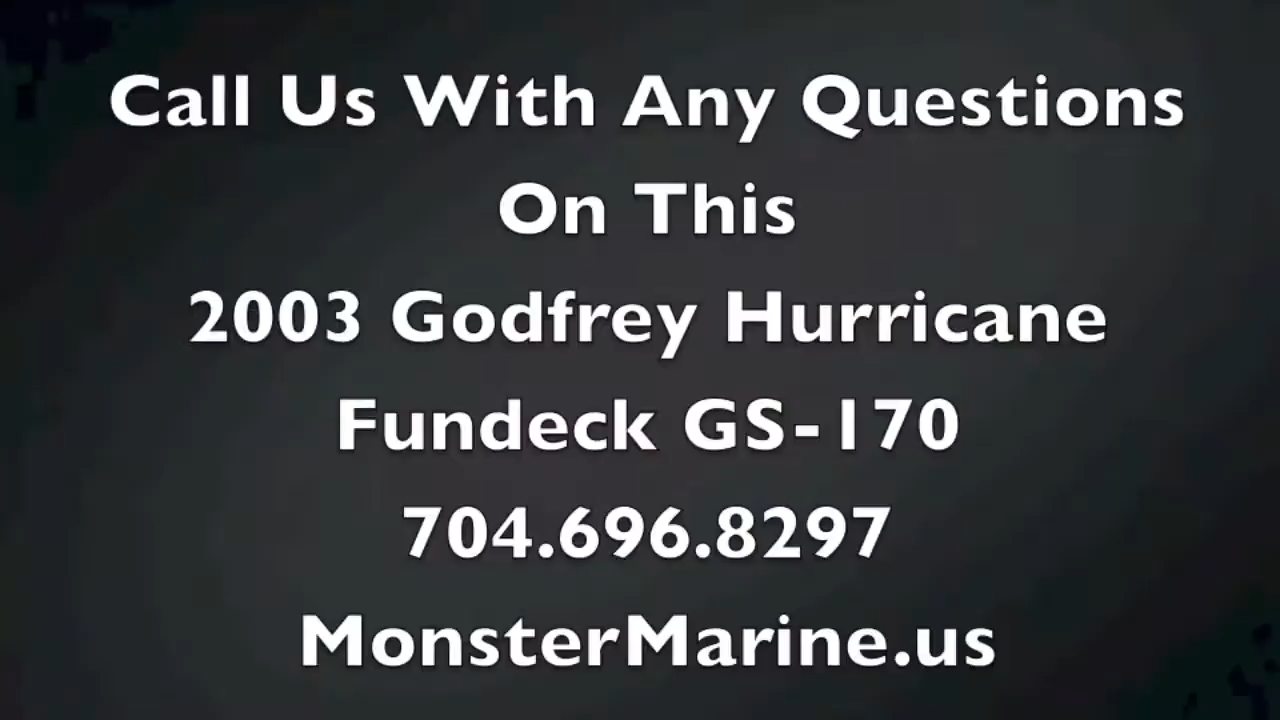 Call Us With Any Questions
On This
2003 Godfrey Hurricane
Fundeck GS-170
704.696.8297
MonsterMarine.us